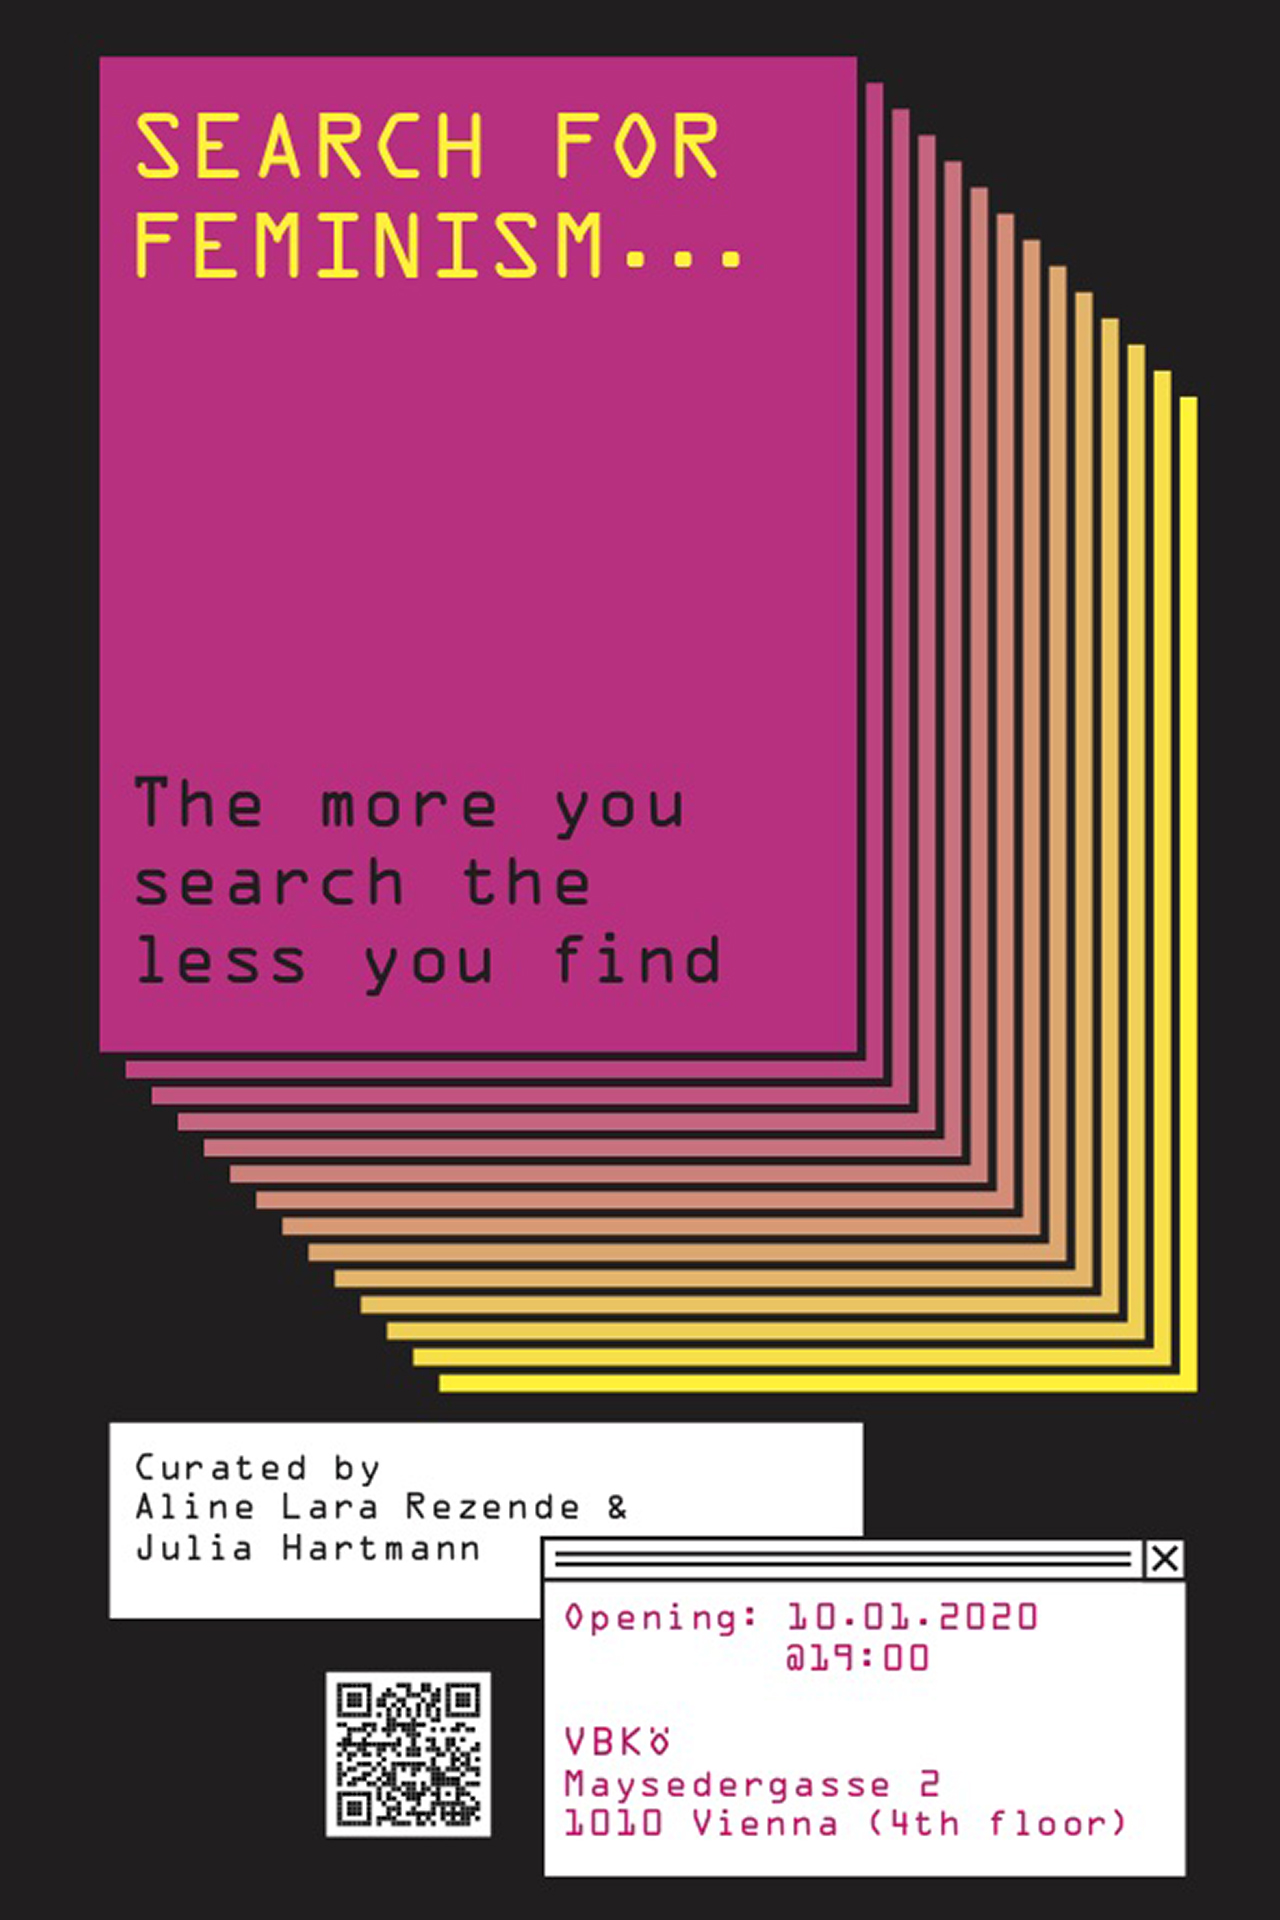 SEARCH FOR
FEMINISM...
The more you
search the
less you find
Curated by
Aline Lara Rezende &
Julia Hartmann
Opening: 10.01.2020
@19:00
VBKö
Maysedergasse 2
1010 Vienna (4th floor)